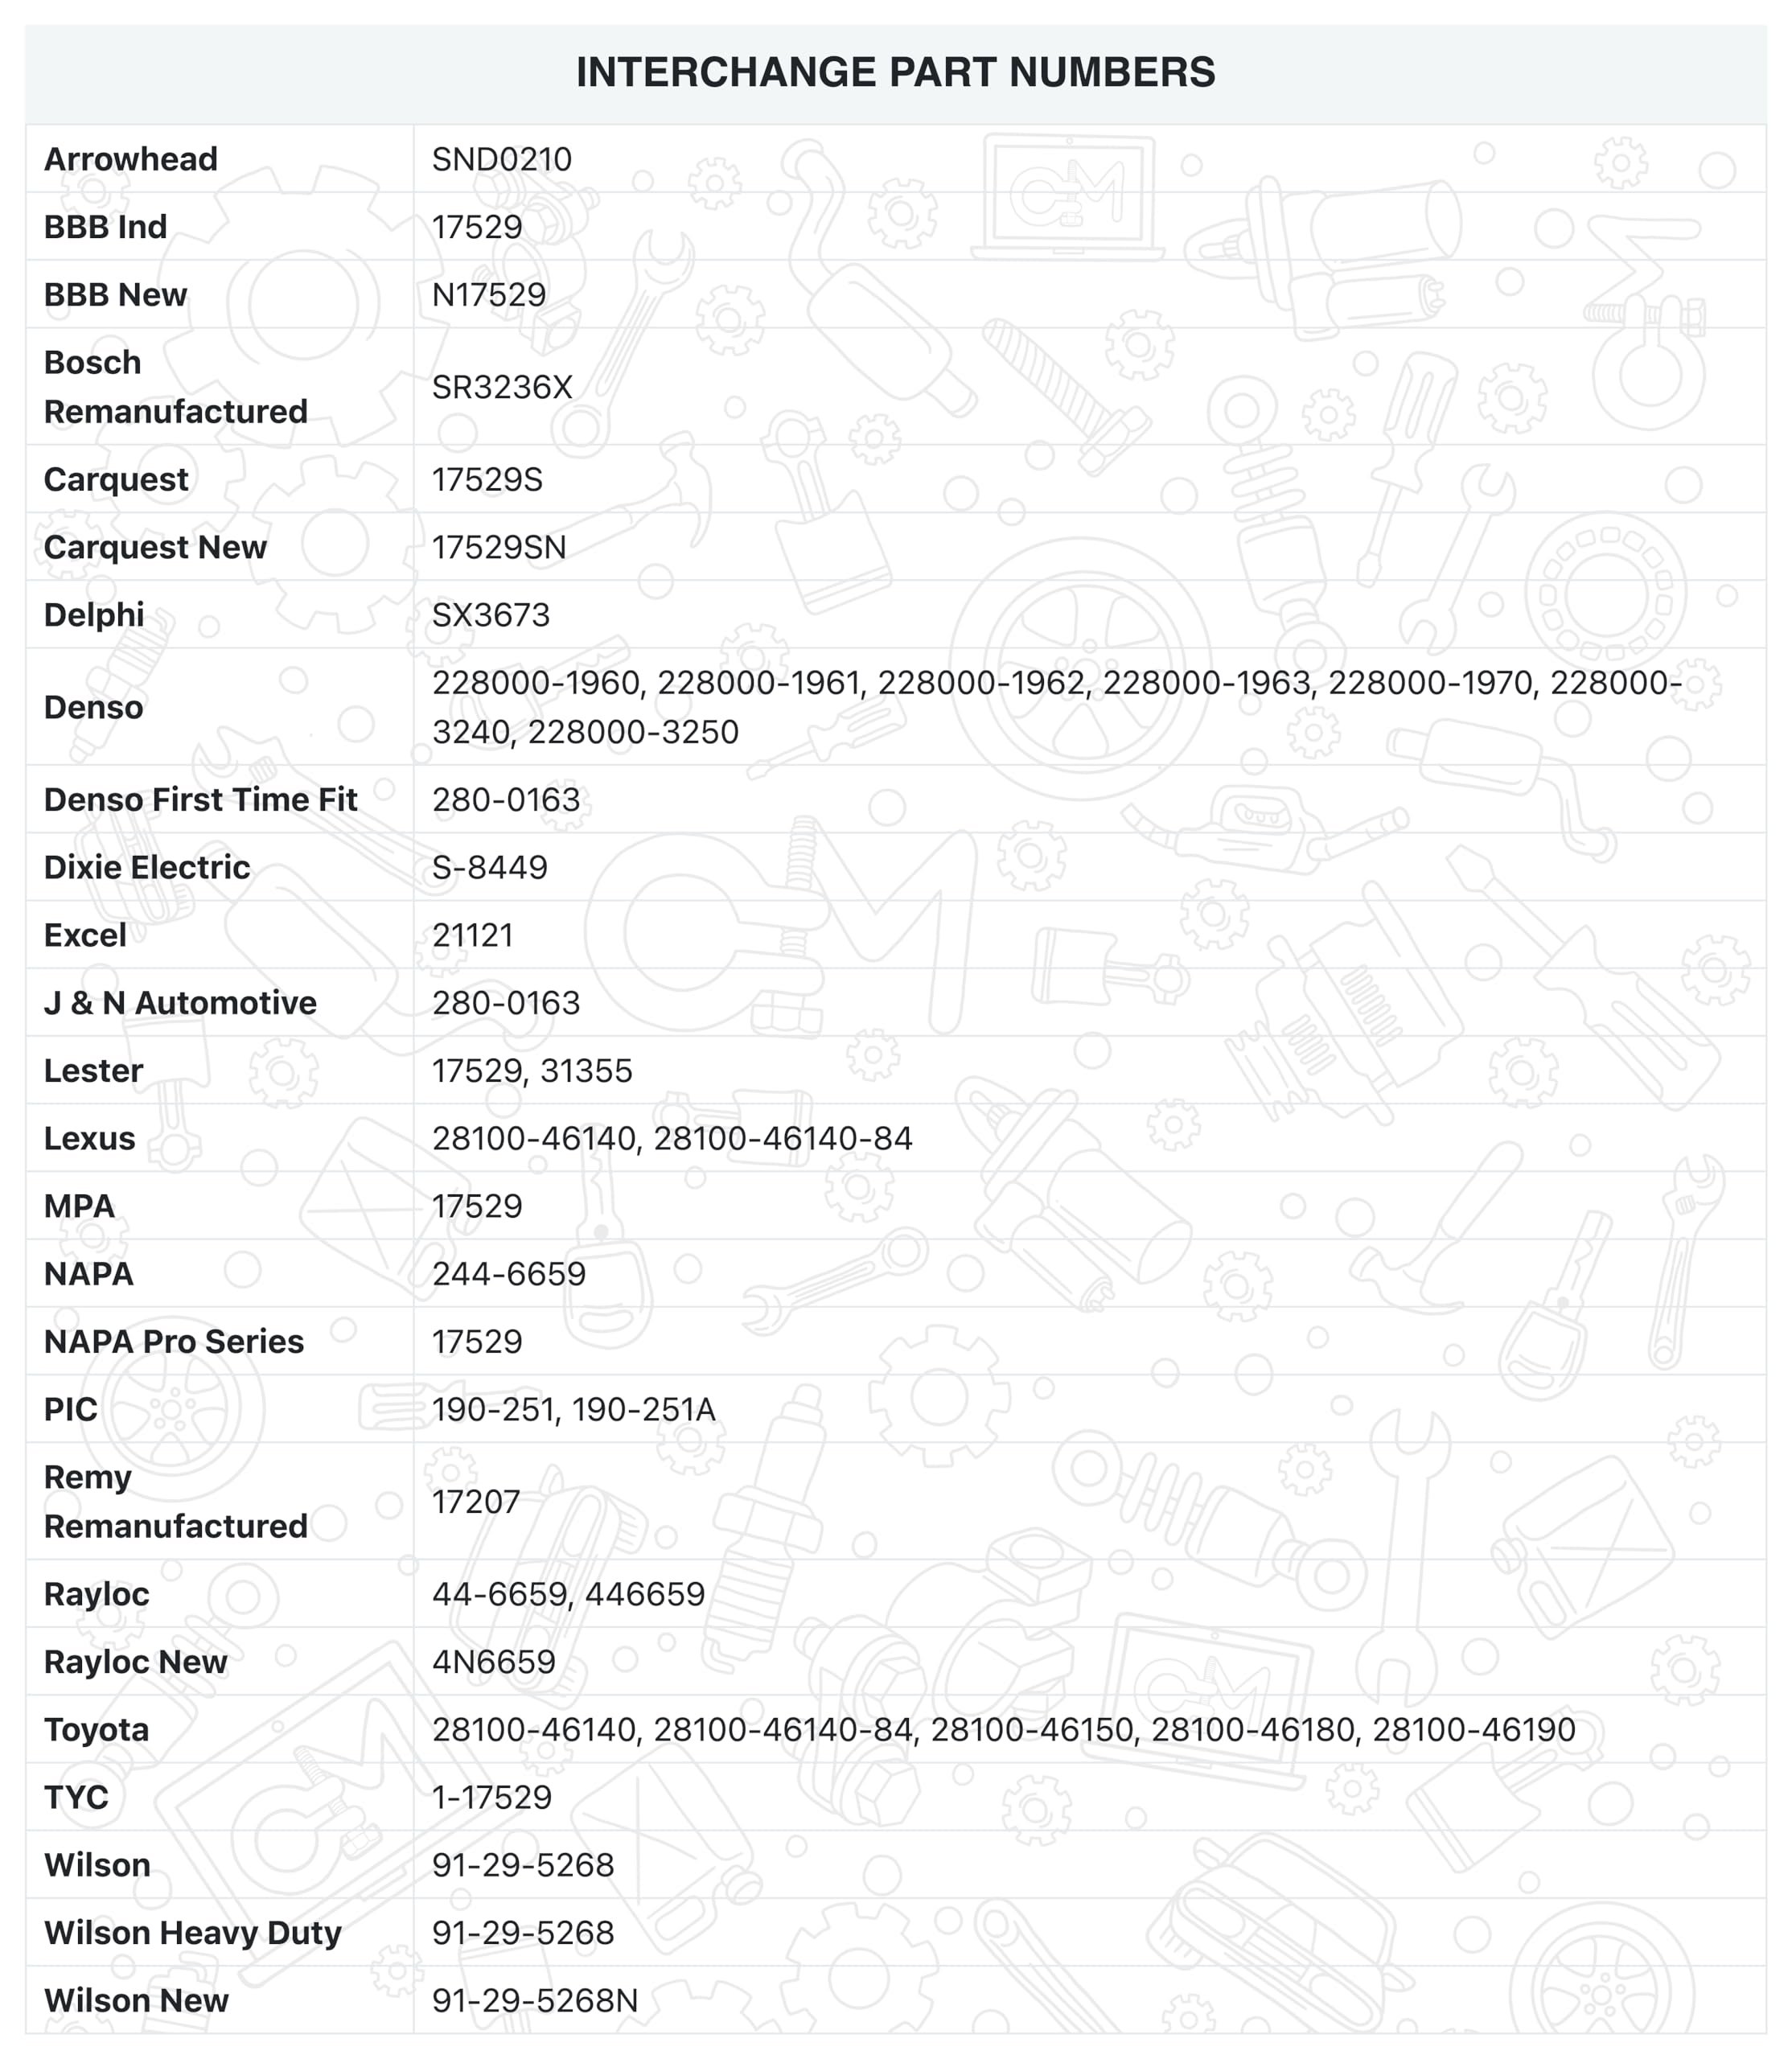 INTERCHANGE PART NUMBERS
Arrowhead SND0210
BBB Ind 17529
BBB New N17529
Bosch
Remanufactured
SR3236X
Carquest 17529S
Carquest New 17529SN
Delphi SX3673
Denso
228000-1960, 228000-1961, 228000-1962, 228000-1963, 228000-1970, 228000-
3240, 228000-3250
Denso First Time Fit 280-0163
Dixie Electric S-8449
Excel 21121
J & N Automotive 280-0163
Lester 17529, 31355
Lexus 28100-46140, 28100-46140-84
MPA 17529
NAPA 244-6659
NAPA Pro Series 17529
PIC 190-251, 190-251A
Remy
Remanufactured
17207
Rayloc 44-6659, 446659
Rayloc New 4N6659
Toyota 28100-46140, 28100-46140-84, 28100-46150, 28100-46180, 28100-46190
TYC 1-17529
Wilson 91-29-5268
Wilson Heavy Duty 91-29-5268
Wilson New 91-29-5268N